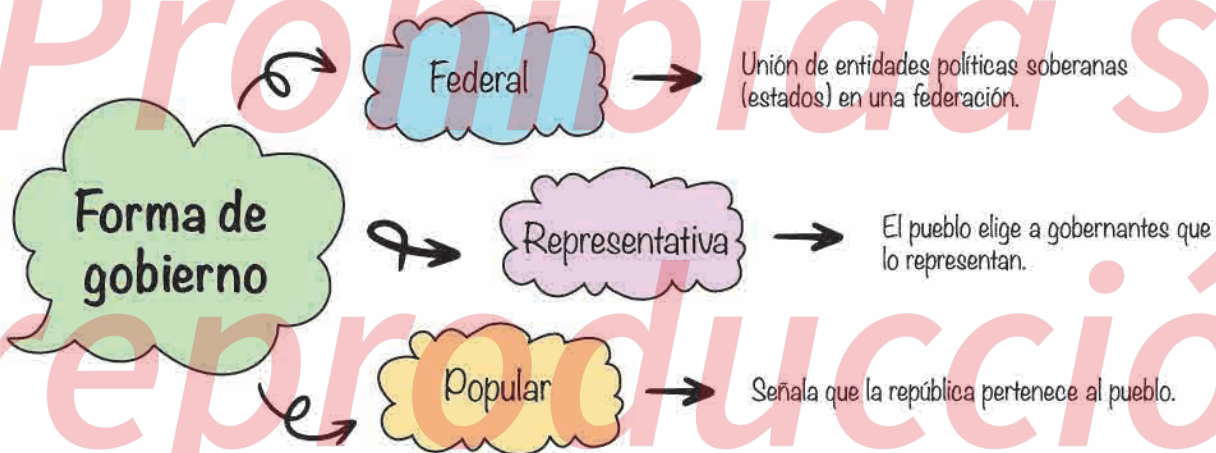 Prohibida s
Federal
Unión de entidades políticas soberanas
(estados) en una federación.
Forma de
gobierno
Representativa
El pueblo elige a gobernantes que
lo representan.
eproducció
Popular
Señala que la república pertenece al pueblo.